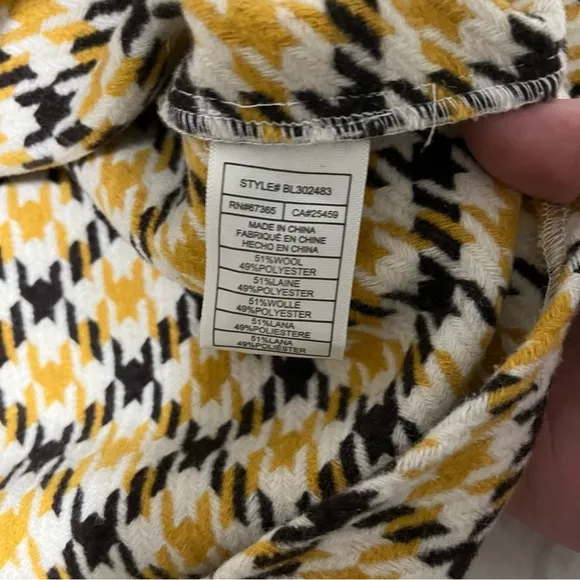 STYLE# BL302483
RN#67365 CA#25459
MADE IN CHINA
FABRIQUÉ EN CHINE
HECHO EN CHINA
51%WOOL
49%POLYESTER
51%LAINE
49%POLYESTER
51%WOLLE
49%POLYESTER
51%LANA
49%POLIESTERE
51%LANA
49%POLIESTER